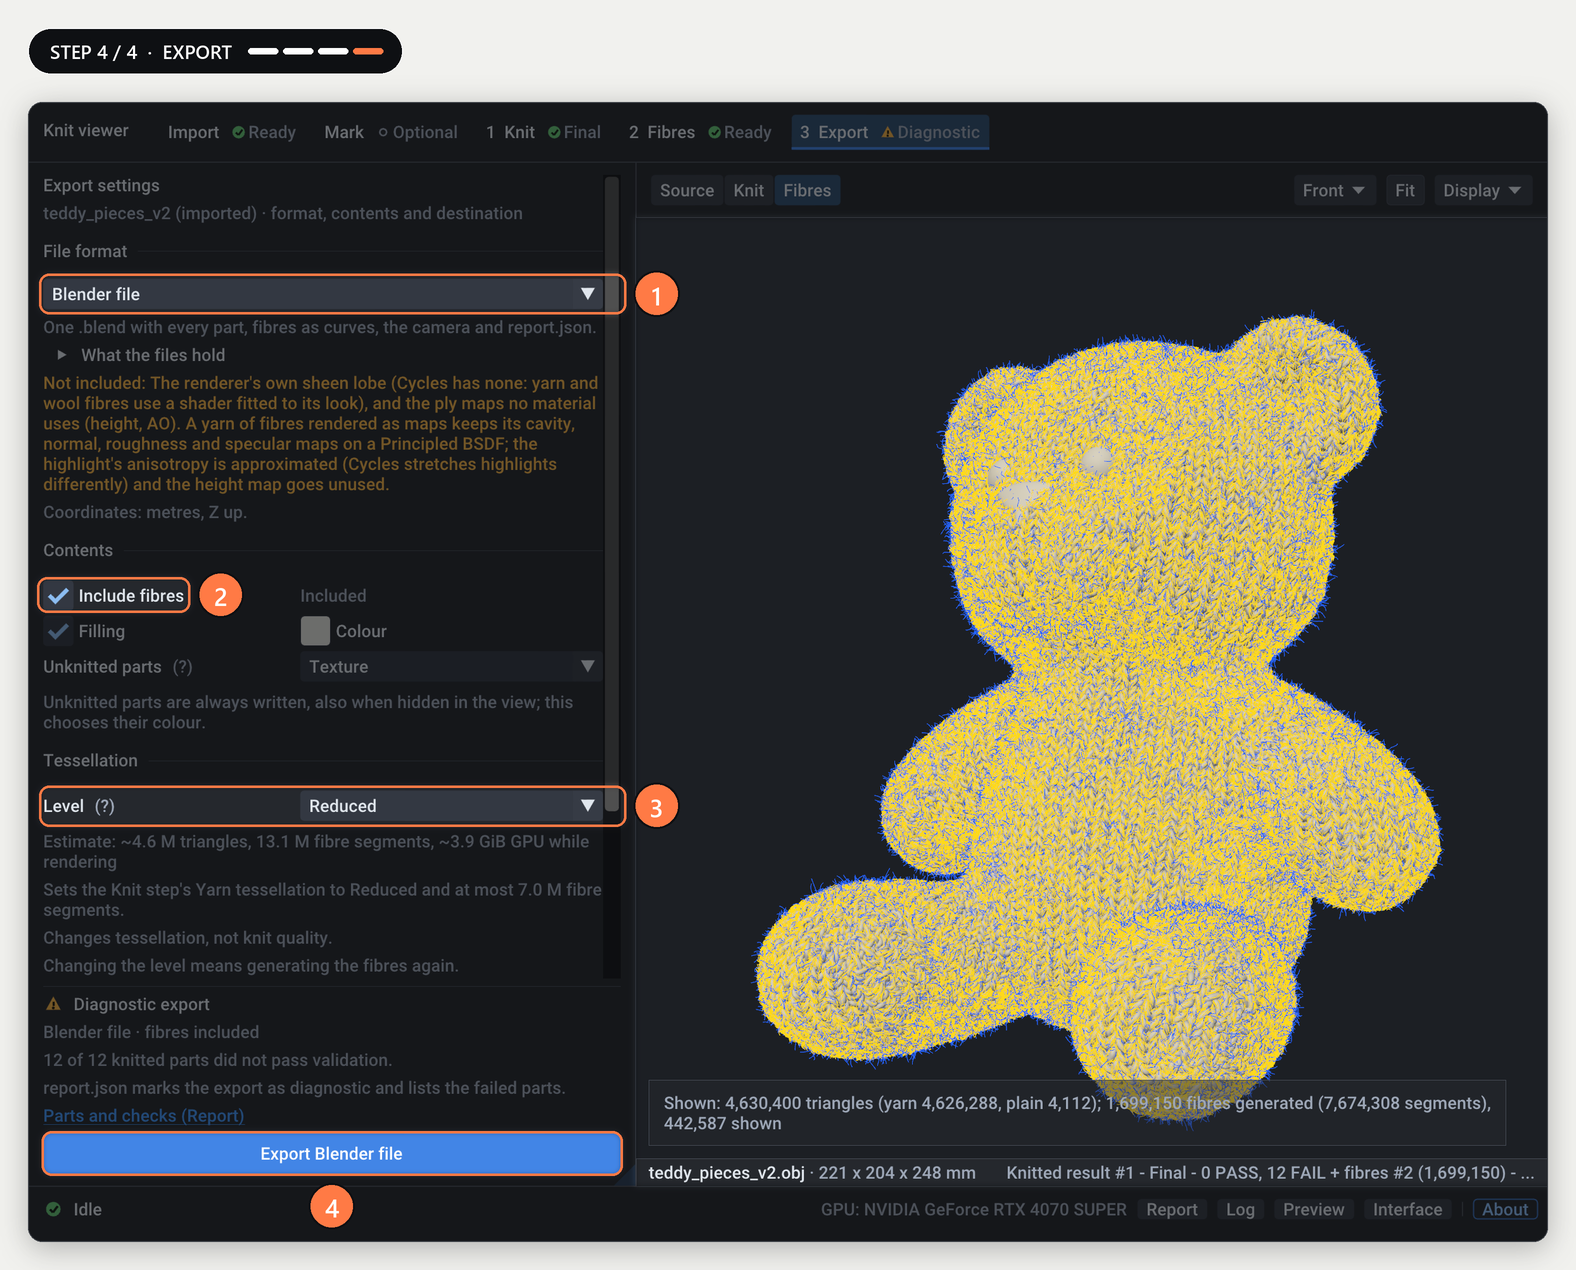 STEP 4 / 4 · EXPORT
Knit viewer
Import Ready
Mark Optional
1 Knit Final
2 Fibres Ready
3 Export Diagnostic
Export settings
teddy_pieces_v2 (imported) · format, contents and destination
File format
Blender file
1
One .blend with every part, fibres as curves, the camera and report.json.
What the files hold
Not included: The renderer's own sheen lobe (Cycles has none: yarn and
wool fibres use a shader fitted to its look), and the ply maps no material
uses (height, AO). A yarn of fibres rendered as maps keeps its cavity,
normal, roughness and specular maps on a Principled BSDF; the
highlight's anisotropy is approximated (Cycles stretches highlights
differently) and the height map goes unused.
Coordinates: metres, Z up.
Contents
Include fibres
2
Included
Filling
Colour
Unknitted parts (?)
Texture
Unknitted parts are always written, also when hidden in the view; this
chooses their colour.
Tessellation
Level (?)
Reduced
3
Estimate: ~4.6 M triangles, 13.1 M fibre segments, ~3.9 GiB GPU while
rendering
Sets the Knit step's Yarn tessellation to Reduced and at most 7.0 M fibre
segments.
Changes tessellation, not knit quality.
Changing the level means generating the fibres again.
Diagnostic export
Blender file · fibres included
12 of 12 knitted parts did not pass validation.
report.json marks the export as diagnostic and lists the failed parts.
Parts and checks (Report)
Export Blender file
4
Source
Knit
Fibres
Front
Fit
Display
Shown: 4,630,400 triangles (yarn 4,626,288, plain 4,112); 1,699,150 fibres generated (7,674,308 segments),
442,587 shown
teddy_pieces_v2.obj · 221 x 204 x 248 mm
Knitted result #1 - Final - 0 PASS, 12 FAIL + fibres #2 (1,699,150) - ...
Idle
GPU: NVIDIA GeForce RTX 4070 SUPER
Report
Log
Preview
Interface
About